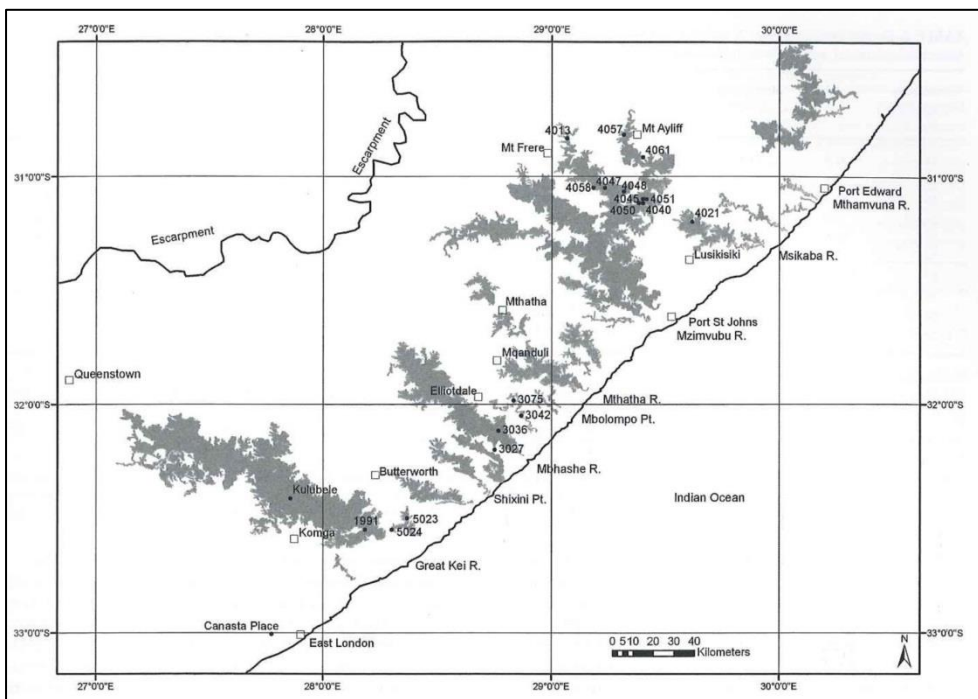 27°0'0"E
28°0'0"E
29°0'0"E
30°0'0"E
Escarpment
Escarpment
4013
4057
Mt Ayliff
Mt Frere
4061
31°0'0"S
31°0'0"S
4047
4048
4058
4045
4051
4050
4040
Port Edward
Mthamvuna R.
4021
Lusikisiki
Msikaba R.
Mthatha
Port St Johns
Mzimvubu R.
Mqanduli
Queenstown
Elliotdale
3075
Mthatha R.
32°0'0"S
32°0'0"S
3042
Mbolompo Pt.
3036
3027
Mbhashe R.
Butterworth
Shixini Pt.
Indian Ocean
Kulubele
1991
5023
5024
Komga
Great Kei R.
Canasta Place
33°0'0"S
33°0'0"S
East London
0 5 10 20 30 40
Kilometers
N
27°0'0"E
28°0'0"E
29°0'0"E
30°0'0"E